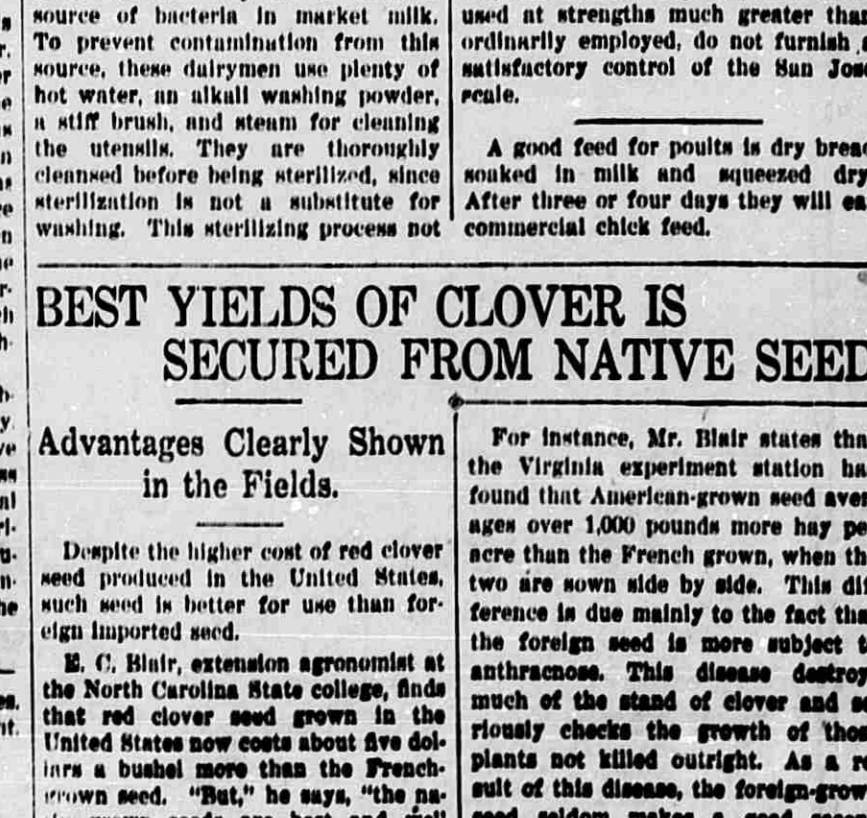 source of bacteria in market milk.
To prevent contamination from this
source, these dairymen use plenty of
hot water, an alkali washing powder,
a stiff brush, and steam for cleaning
the utensils. They are thoroughly
cleansed before being sterilized, since
sterilization is not a substitute for
washing. This sterilizing process not
used at strengths much greater than
ordinarily employed, do not furnish
satisfactory control of the San Jose
scale.
A good feed for poults is dry bread
soaked in milk and squeezed dry
After three or four days they will ea
commercial chick feed.
BEST YIELDS OF CLOVER IS
SECURED FROM NATIVE SEED
Advantages Clearly Shown
in the Fields.
Despite the higher cost of red clover
seed produced in the United States,
such seed is better for use than for-
eign imported seed.
E. C. Blair, extension agronomist at
the North Carolina State college, finds
that red clover seed grown in the
United States now costs about five dol-
lars a bushel more than the French-
grown seed. "But," he says, "the na-
For instance, Mr. Blair states tha
the Virginia experiment station ha
found that American-grown seed aver
ages over 1,000 pounds more hay pe
acre than the French grown, when th
two are sown side by side. This dif
ference is due mainly to the fact tha
the foreign seed is more subject t
anthracnose. This disease destroy
much of the stand of clover and se
riously checks the growth of thos
plants not killed outright. As a re
sult of this disease, the foreign-grow